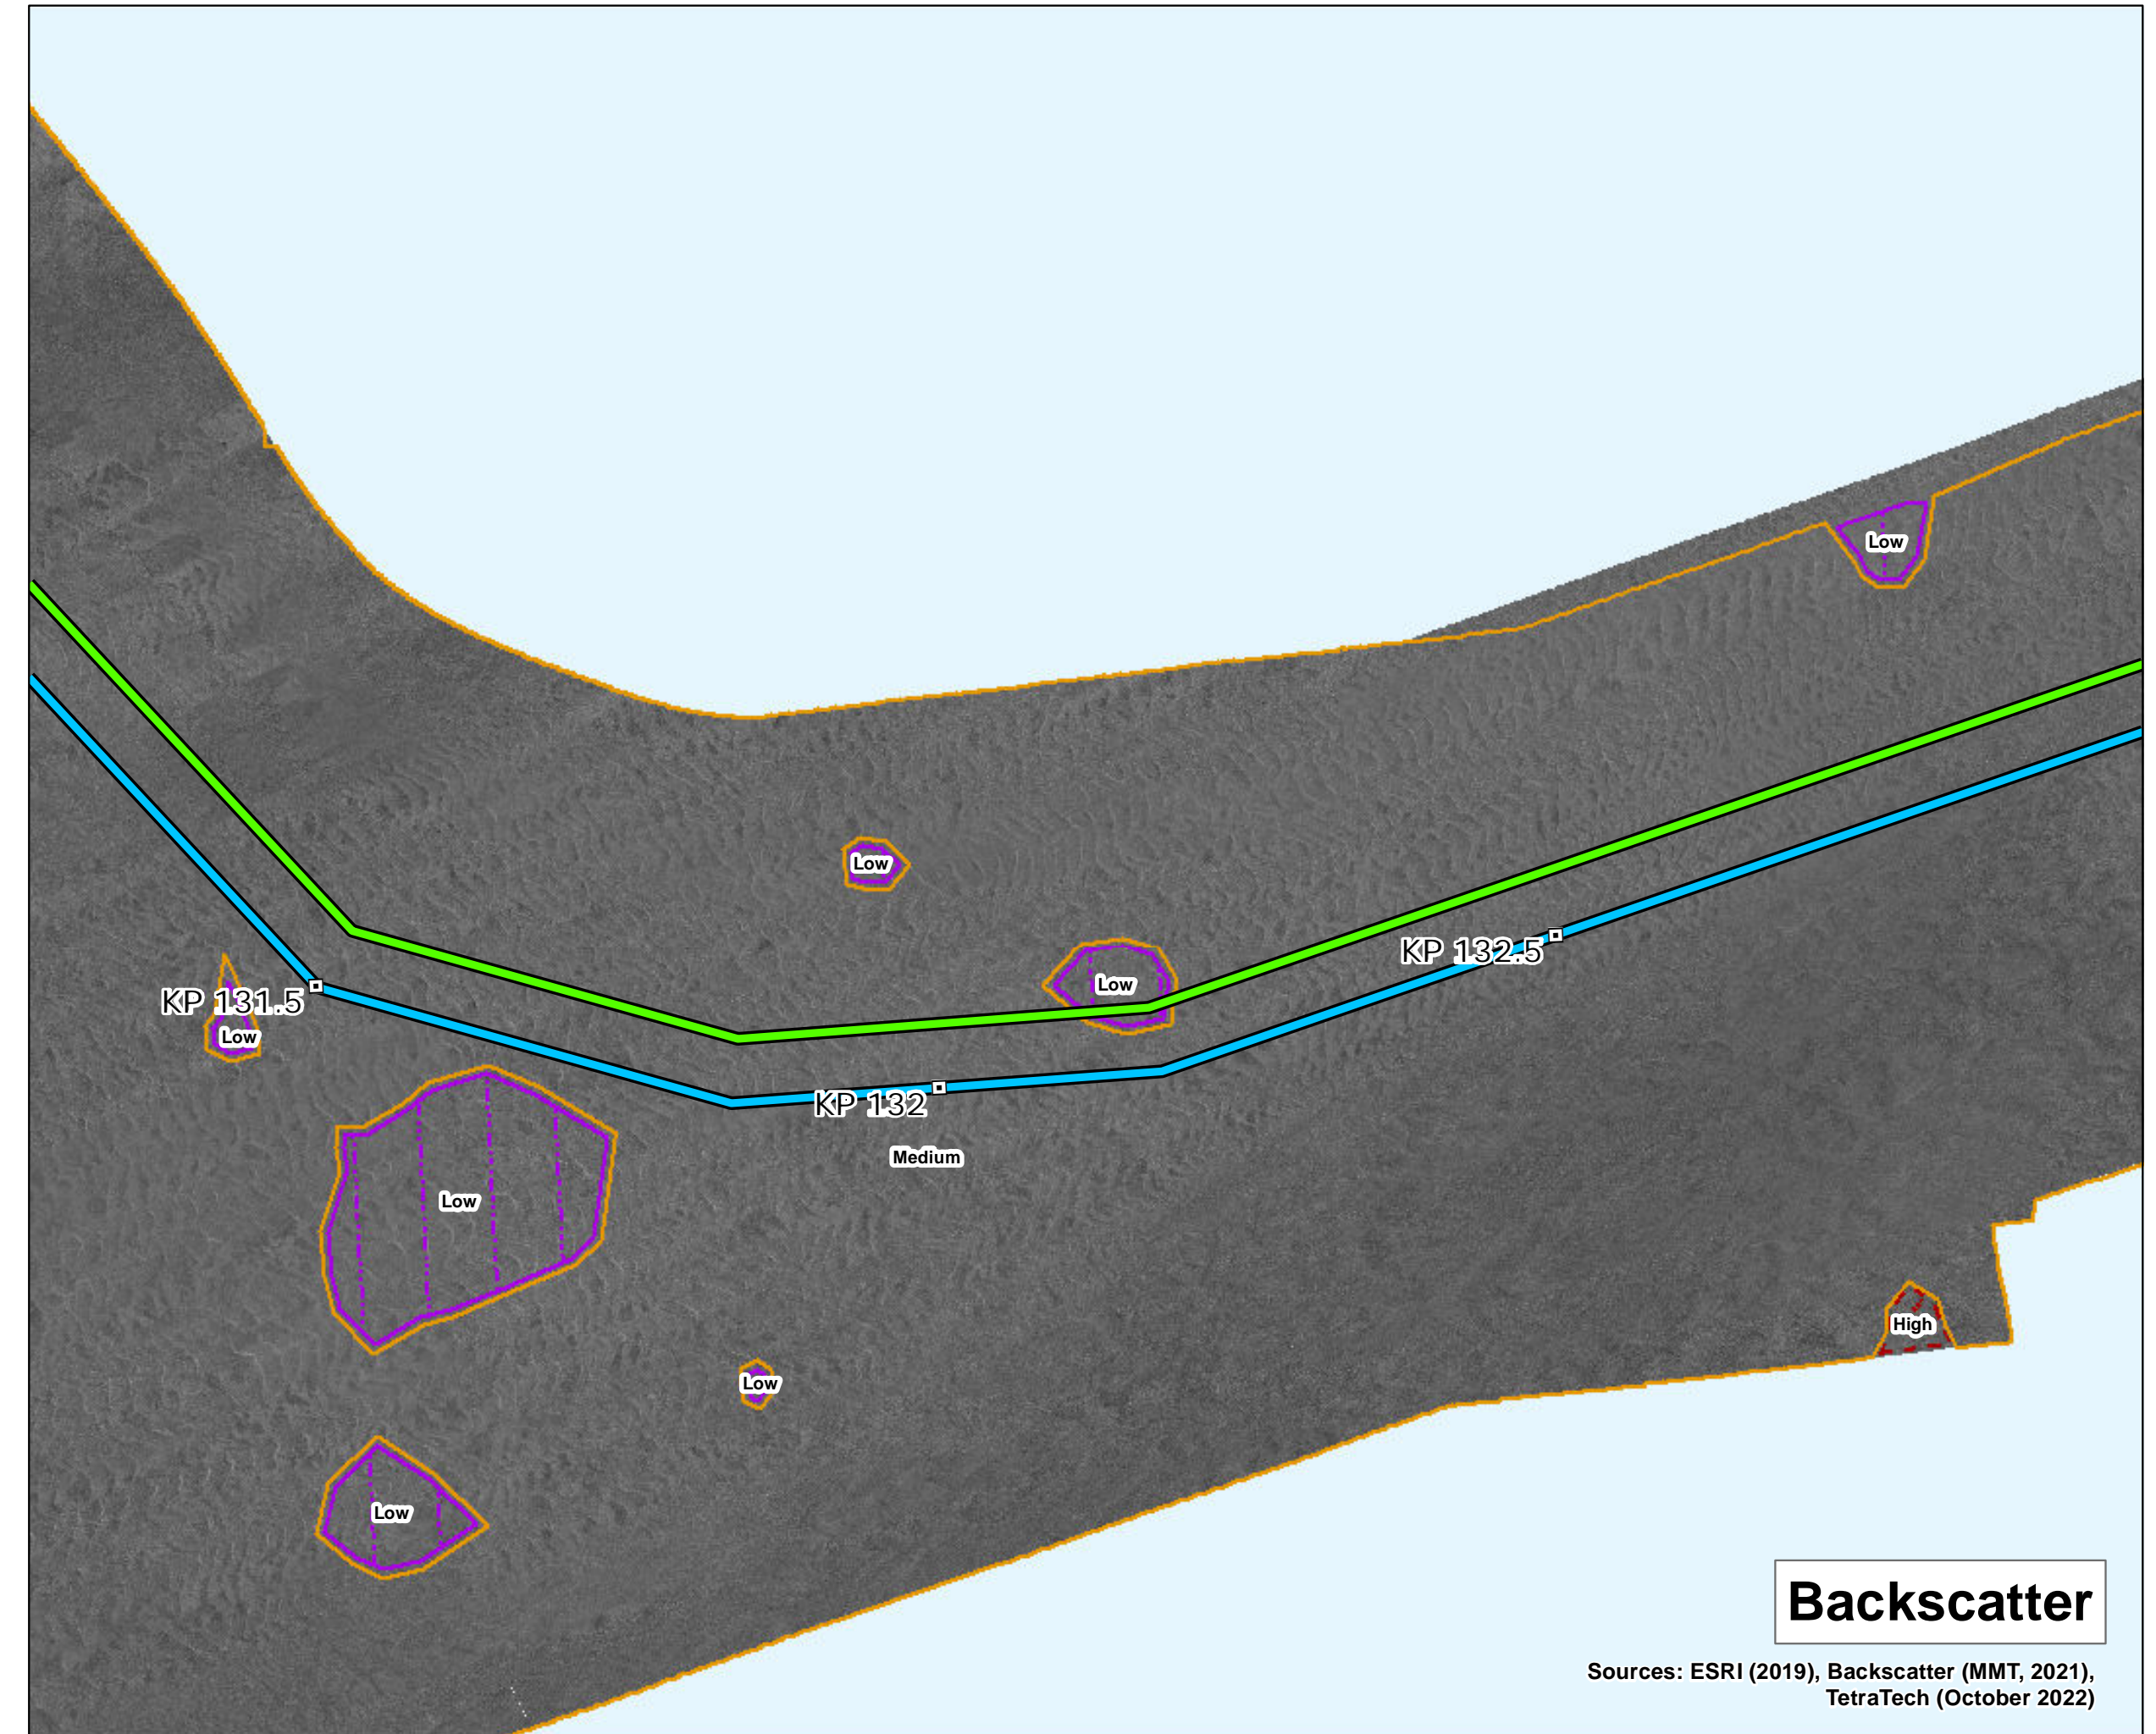 Low
Low
KP 132.5
Low
KP 131.5
Low
KP 132
Medium
Low
High
Low
Low
Backscatter
Sources: ESRI (2019), Backscatter (MMT, 2021),
TetraTech (October 2022)